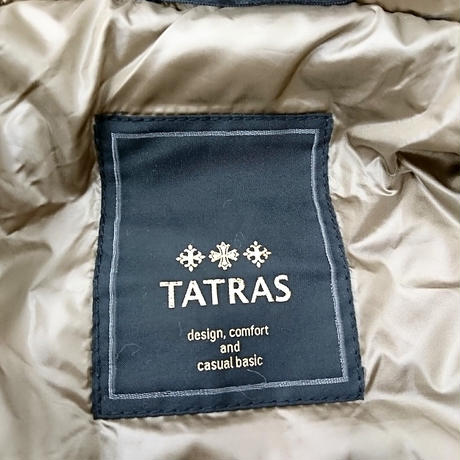 TATRAS
design, comfort
and
casual basic